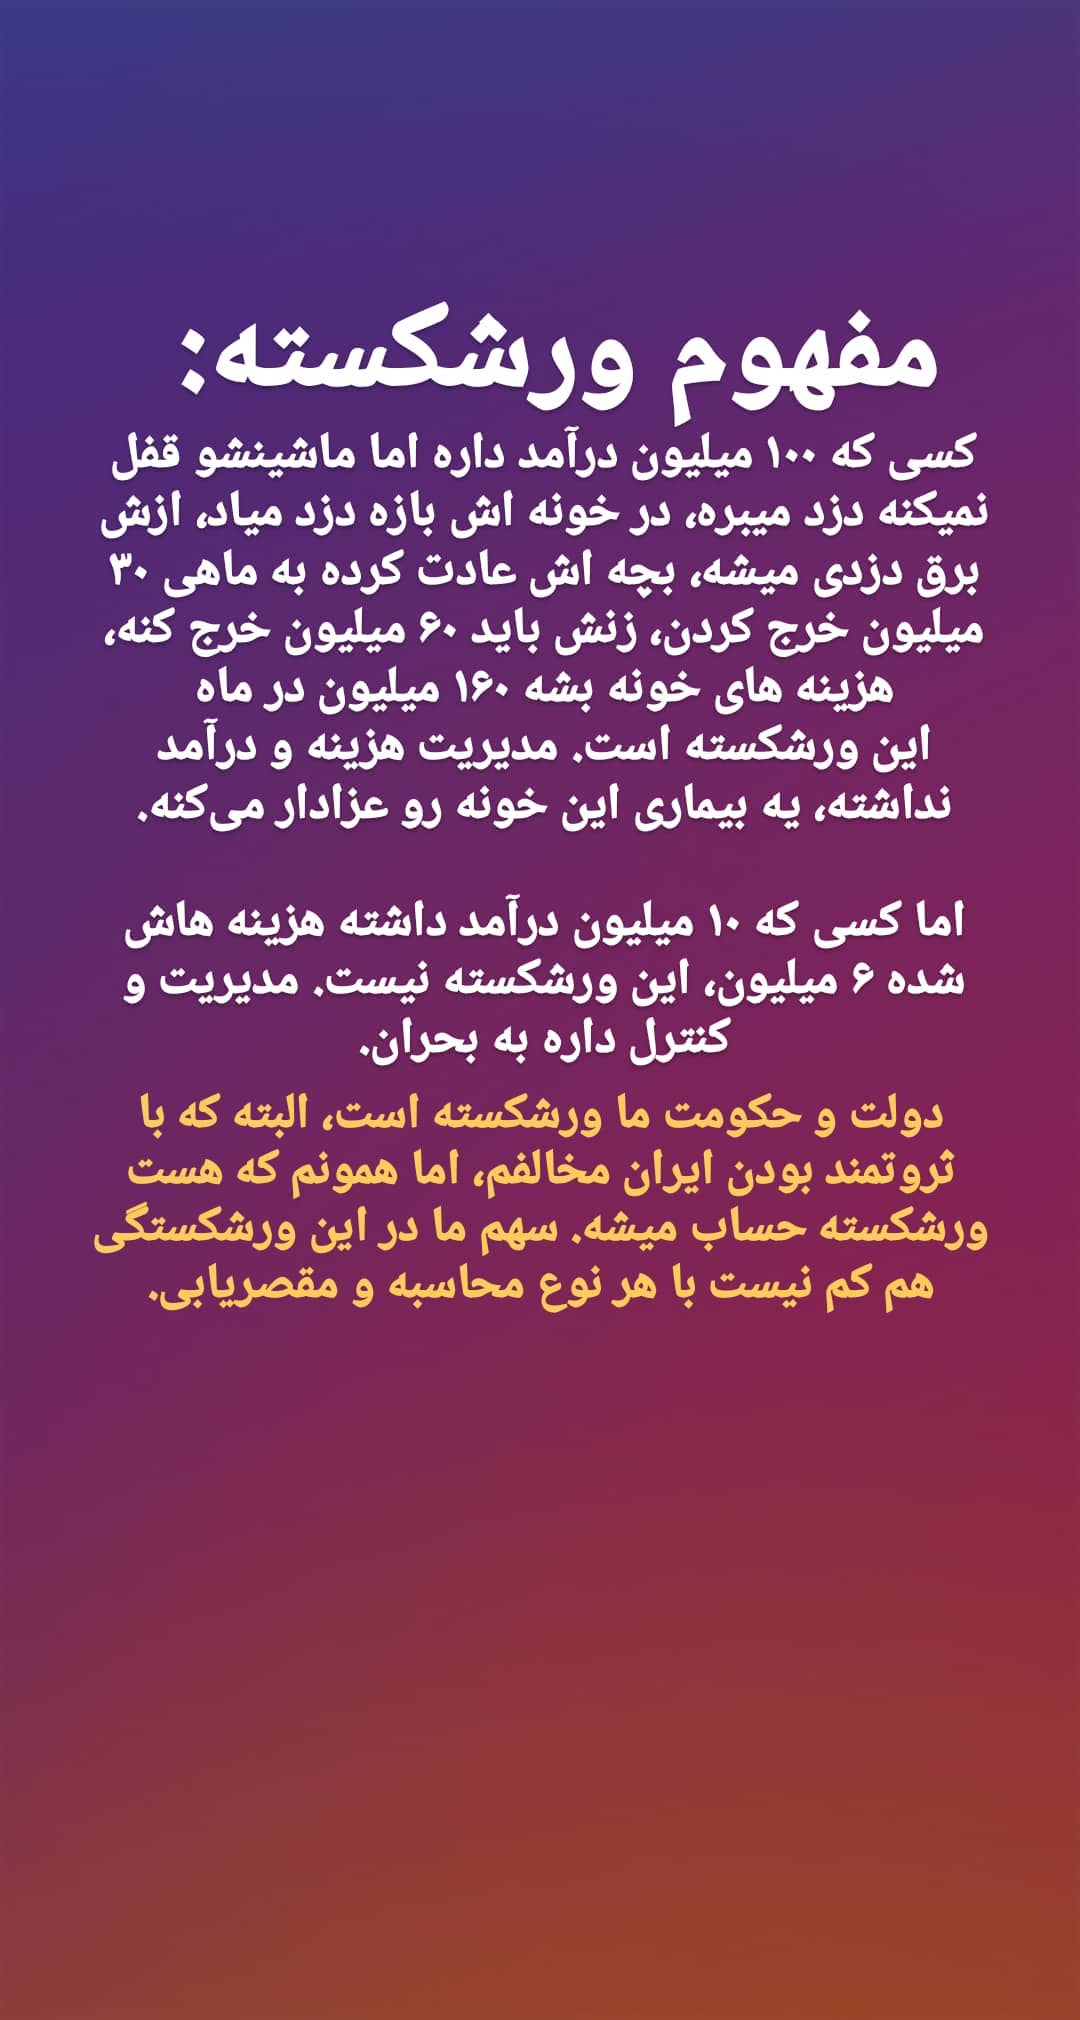 مفهوم ورشکسته:
کسی که ۱۰۰ میلیون درآمد داره اما ماشینشو قفل
نمیکنه دزد میبره، در خونه اش بازه دزد میاد، ازش
برق دزدی میشه، بچه اش عادت کرده به ماهی ۳۰
میلیون خرج کردن، زنش باید ۶۰ میلیون خرج کنه،
هزینه های خونه بشه ۱۶۰ میلیون در ماه
این ورشکسته است. مدیریت هزینه و درآمد
نداشته، یه بیماری این خونه رو عزادار می‌کنه.
اما کسی که ۱۰ میلیون درآمد داشته هزینه هاش
شده ۶ میلیون، این ورشکسته نیست. مدیریت و
کنترل داره به بحران.
دولت و حکومت ما ورشکسته است، البته که با
ثروتمند بودن ایران مخالفم، اما همونم که هست
ورشکسته حساب میشه. سهم ما در این ورشکستگی
هم کم نیست با هر نوع محاسبه و مقصریابی.